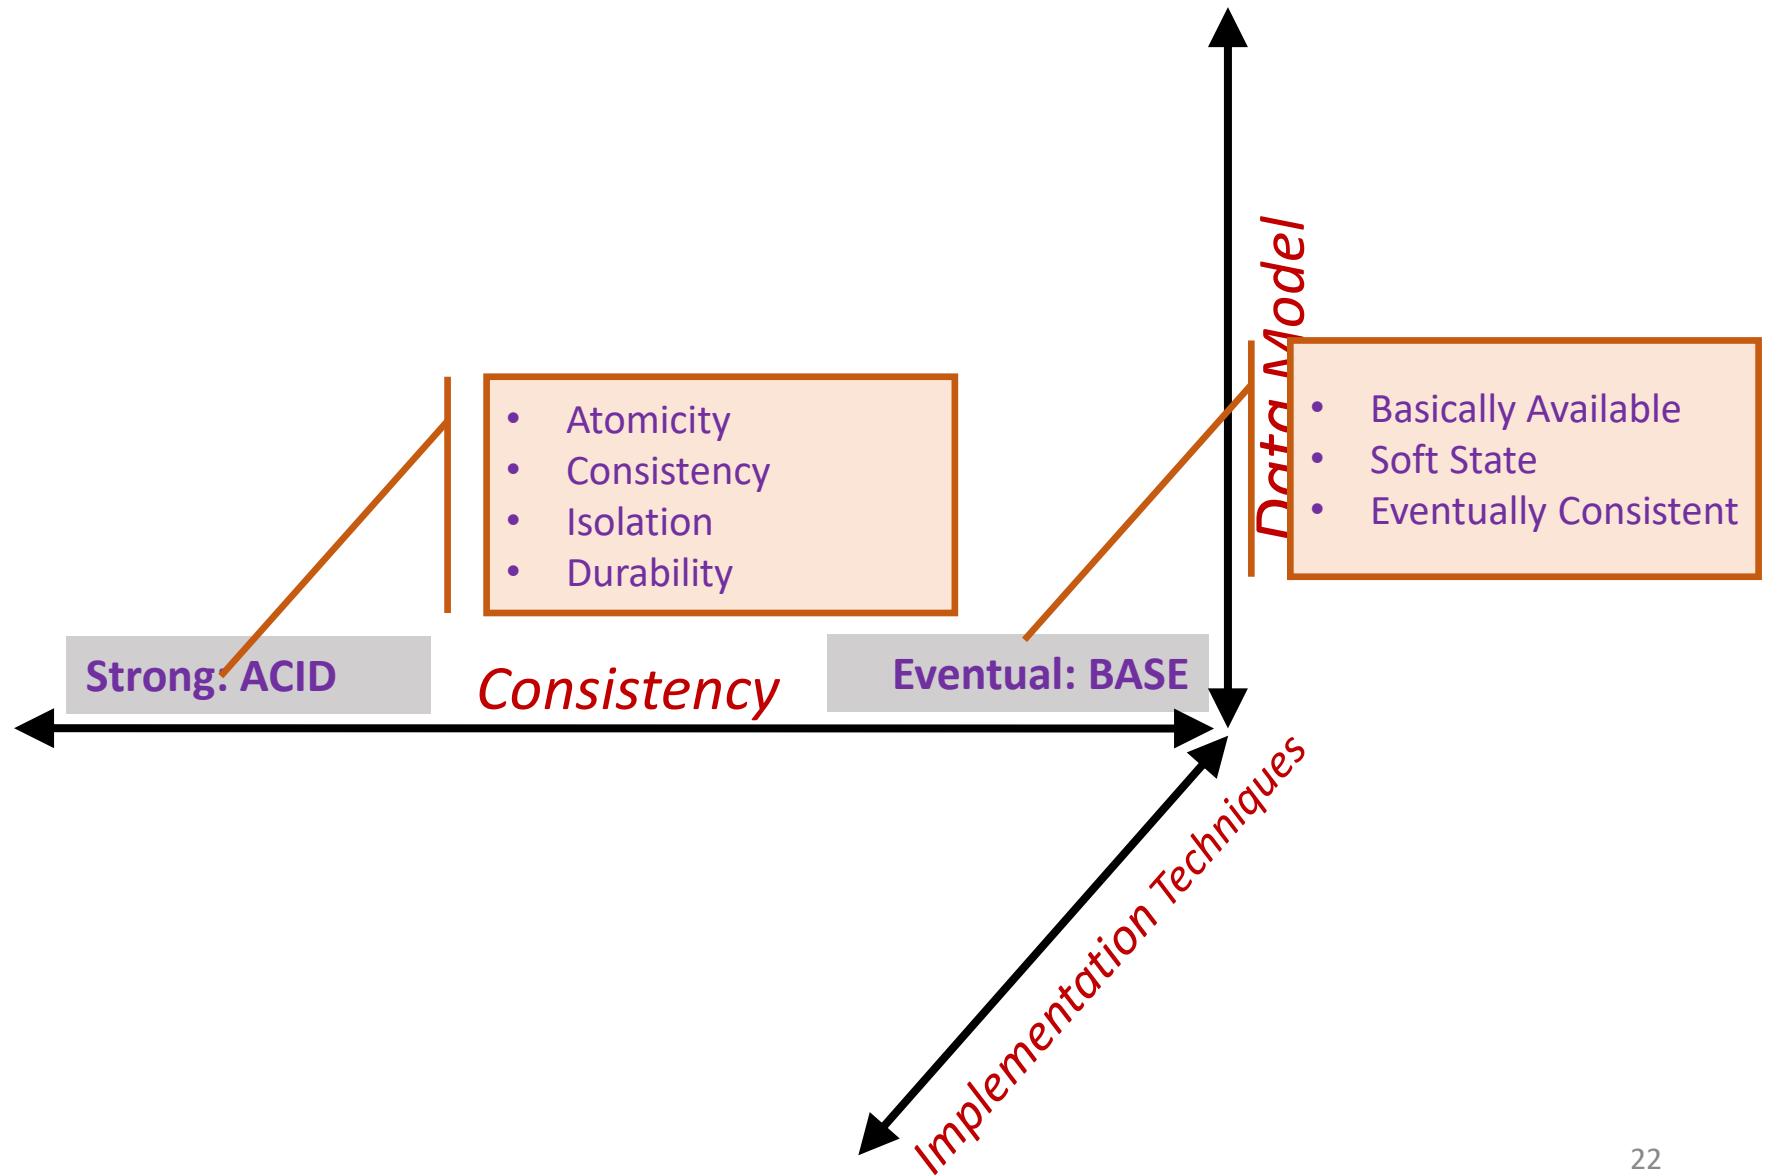 Data Model
• Atomicity
• Consistency
• Isolation
• Durability
• Basically Available
• Soft State
• Eventually Consistent
Strong: ACID
Consistency
Eventual: BASE
Implementation Techniques
22